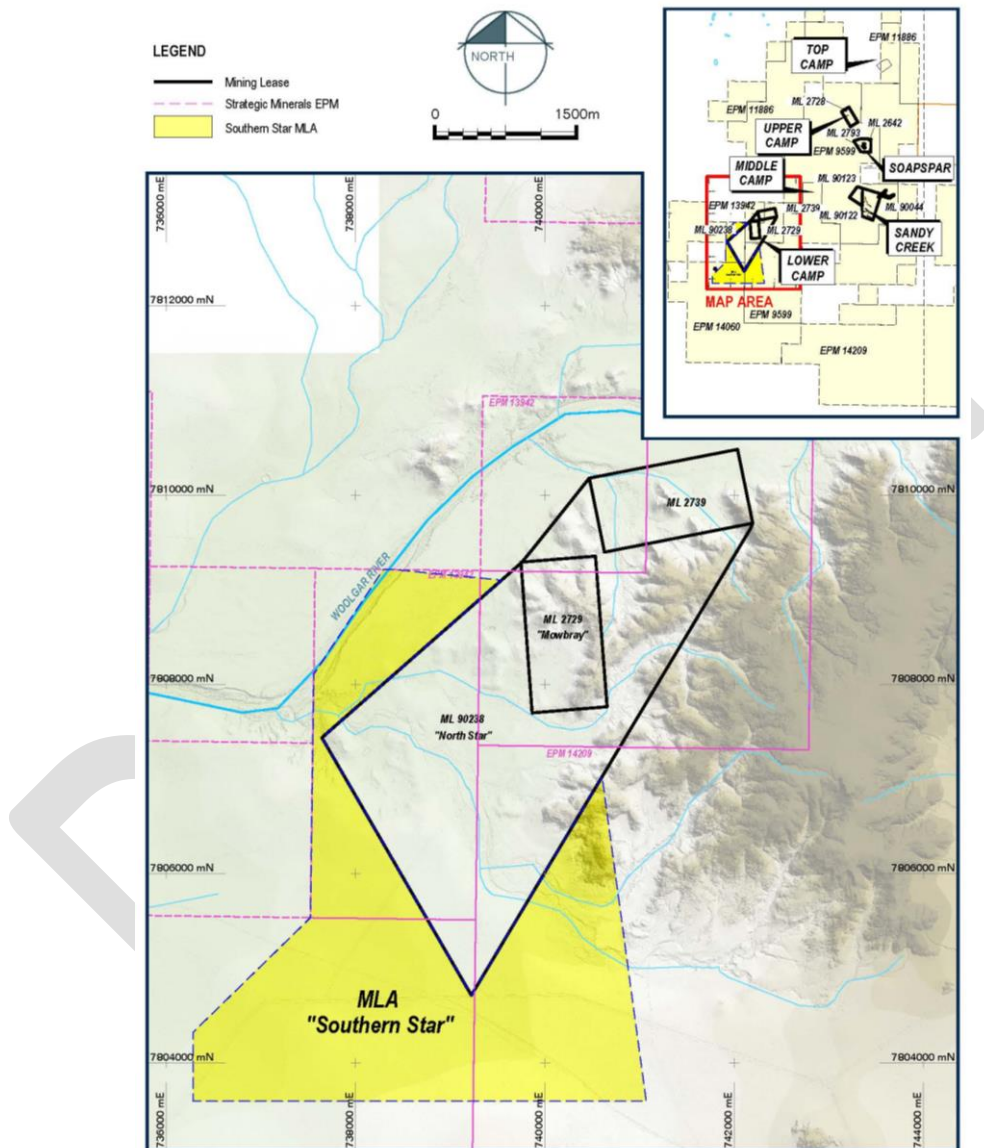 LEGEND
Mining Lease
Strategic Minerals EPM
Southern Star MLA
NORTH
0 1500m
EPM 11886
TOP
CAMP
EPM 11886
ML 2728
UPPER
CAMP
ML 2793
ML 2642
EPM 9599
SOAPSPAR
MIDDLE
CAMP
ML 90123
EPM 13942
ML 2739
ML 90122
ML 90044
SANDY
CREEK
ML 90238
ML 2729
LOWER
CAMP
MAP AREA
EPM 9599
EPM 14060
EPM 14209
736000 mE
738000 mE
740000 mE
7812000 mN
EPM 13942
7810000 mN
7810000 mN
ML 2739
WOOLGAR RIVER
ML 2729
"Mowbray"
7808000 mN
7808000 mN
ML 90238
"North Star"
EPM 14209
7806000 mN
7806000 mN
MLA
"Southern Star"
7804000 mN
7804000 mN
736000 mE
738000 mE
740000 mE
742000 mE
744000 mE